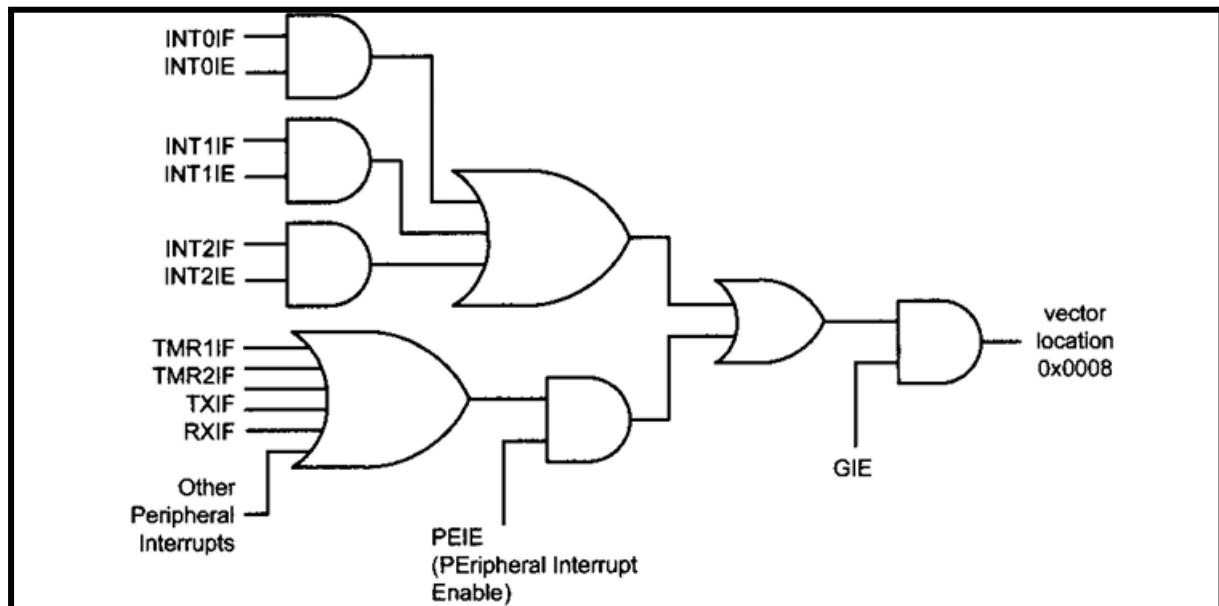 INT0IF
INT0IE
INT1IF
INT1IE
INT2IF
INT2IE
TMR1IF
TMR2IF
TXIF
RXIF
Other
Peripheral
Interrupts
PEIE
(PEripheral Interrupt
Enable)
GIE
vector
location
0x0008